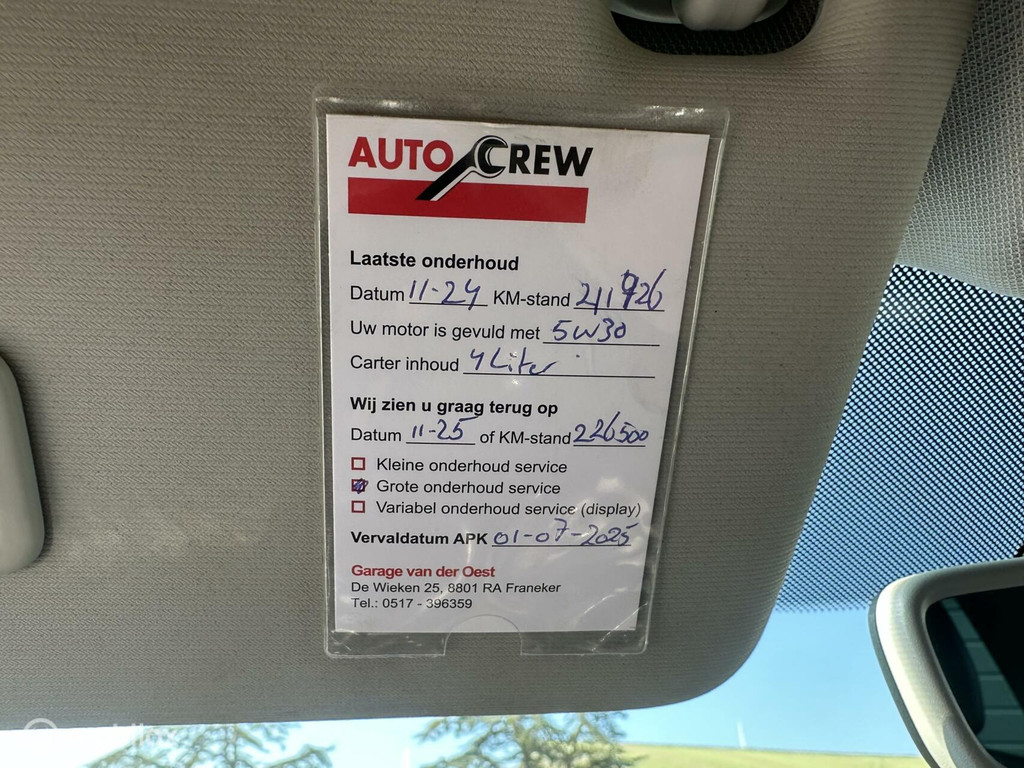 AUTO CREW
Laatste onderhoud
Datum 11-24 KM-stand 211926
Uw motor is gevuld met 5W30
Carter inhoud 4 Liter
Wij zien u graag terug op
Datum 11-25 of KM-stand 226500
Kleine onderhoud service
Grote onderhoud service
Variabel onderhoud service (display)
Vervaldatum APK 01-07-2025
Garage van der Oest
De Wieken 25, 8801 RA Franeker
Tel.: 0517 - 396359